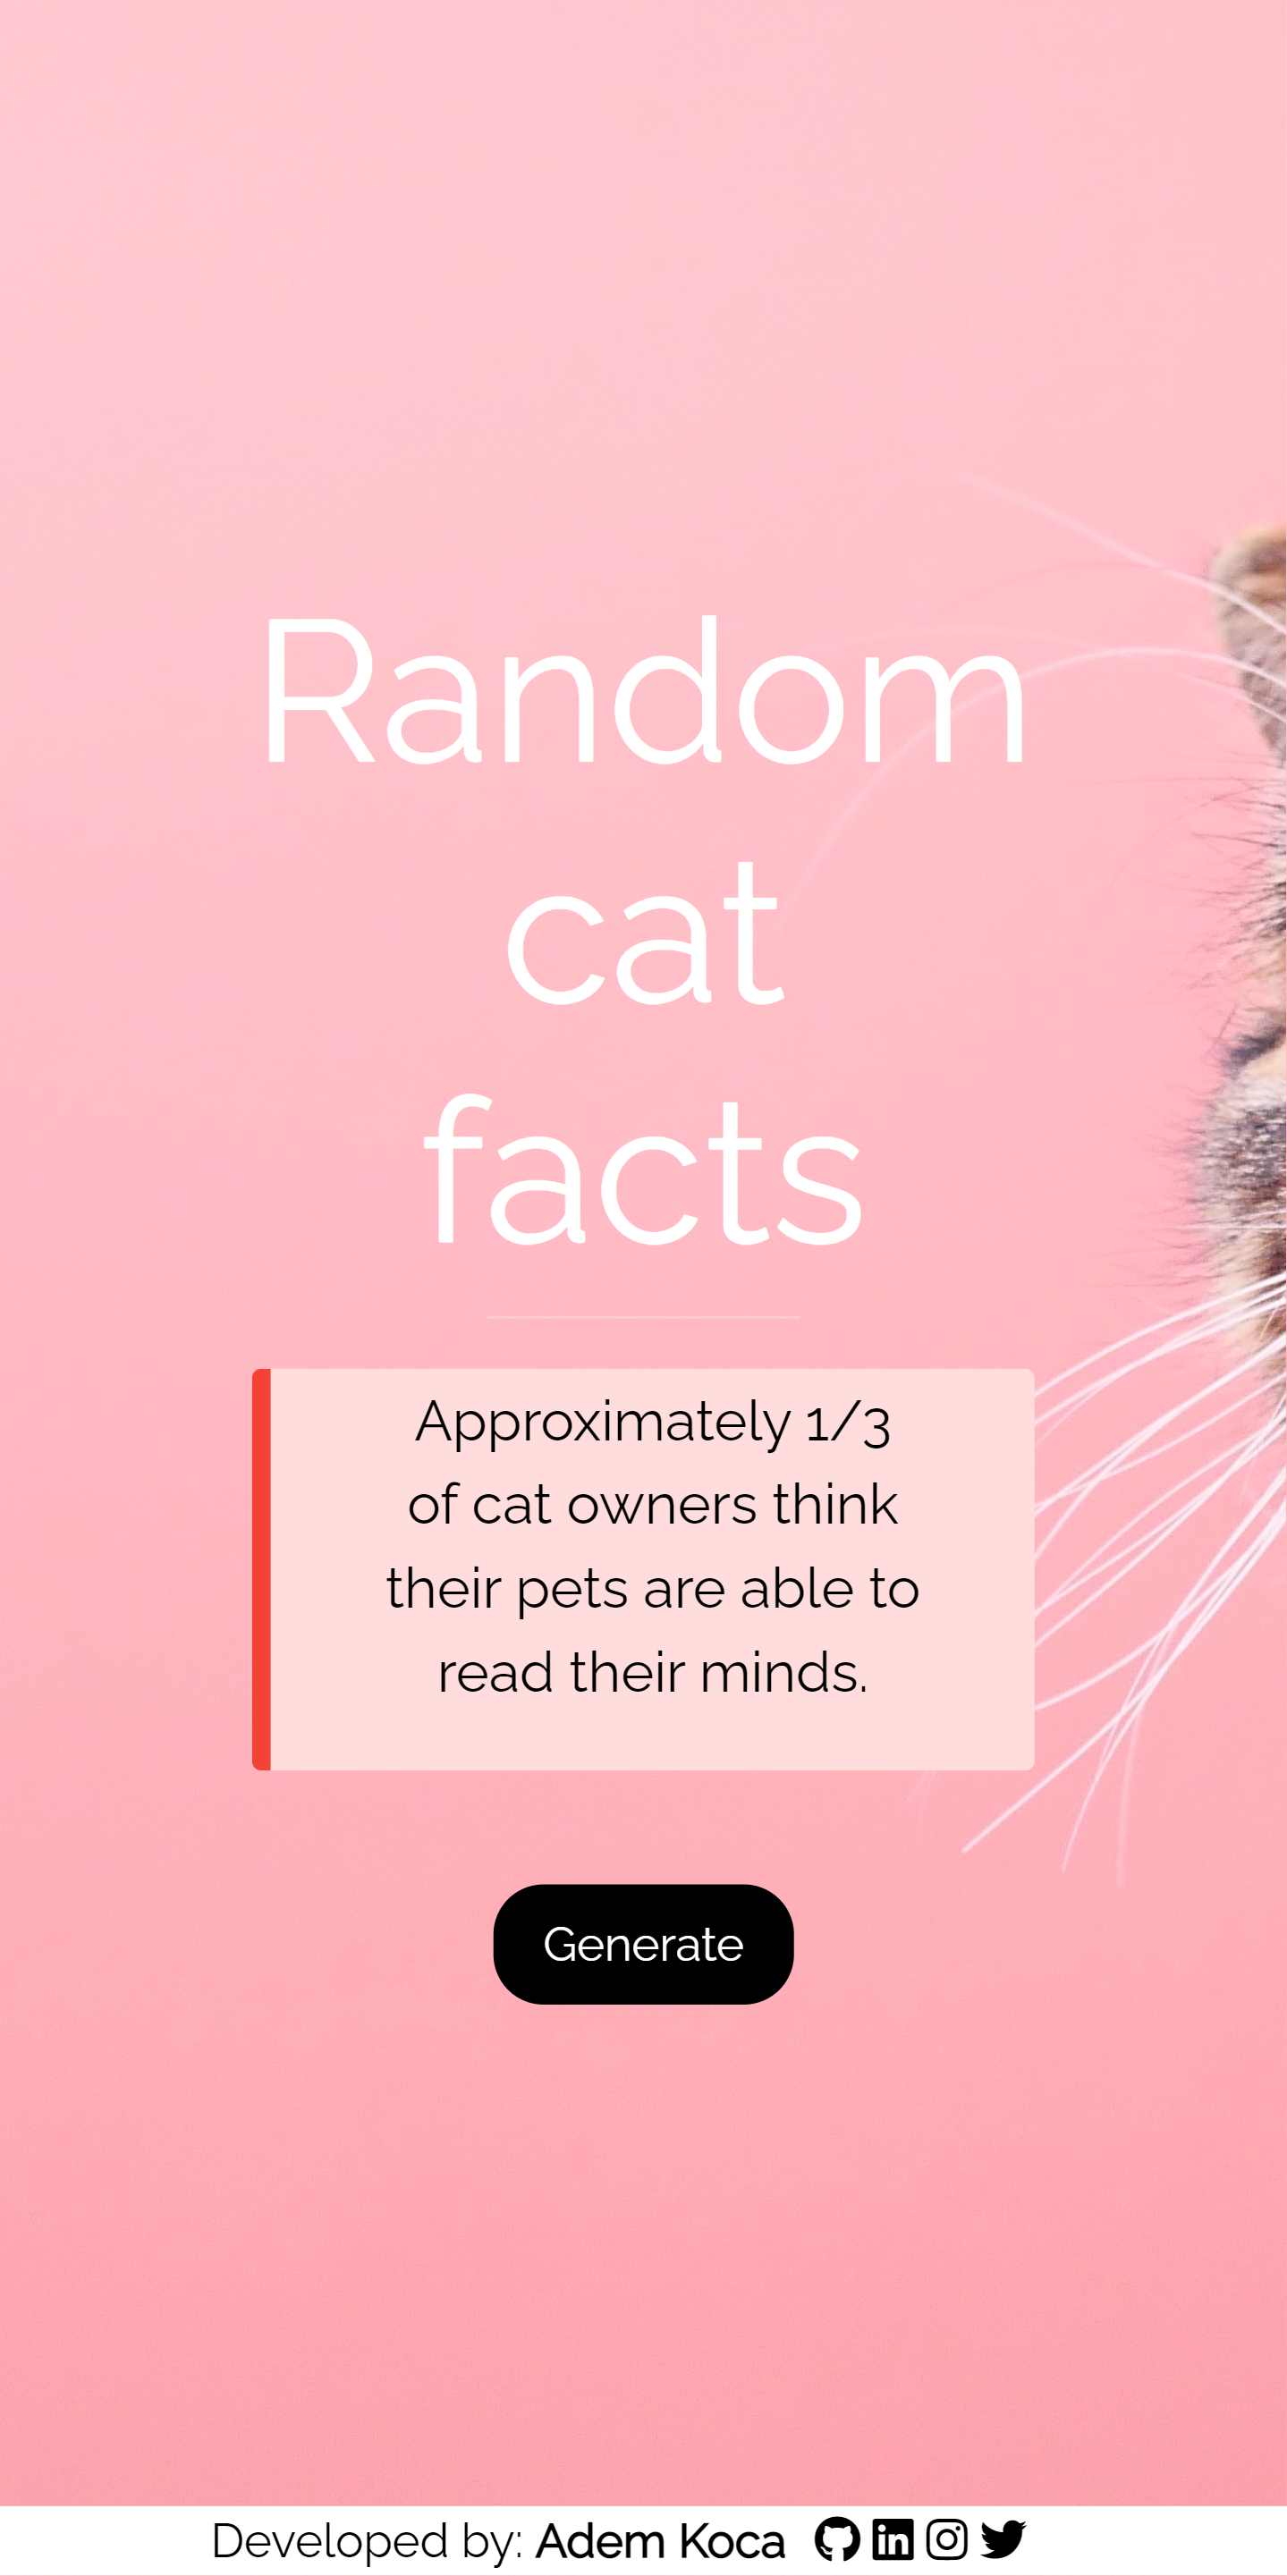 Random
cat
facts
Approximately 1/3
of cat owners think
their pets are able to
read their minds.
Generate
Developed by: Adem Koca